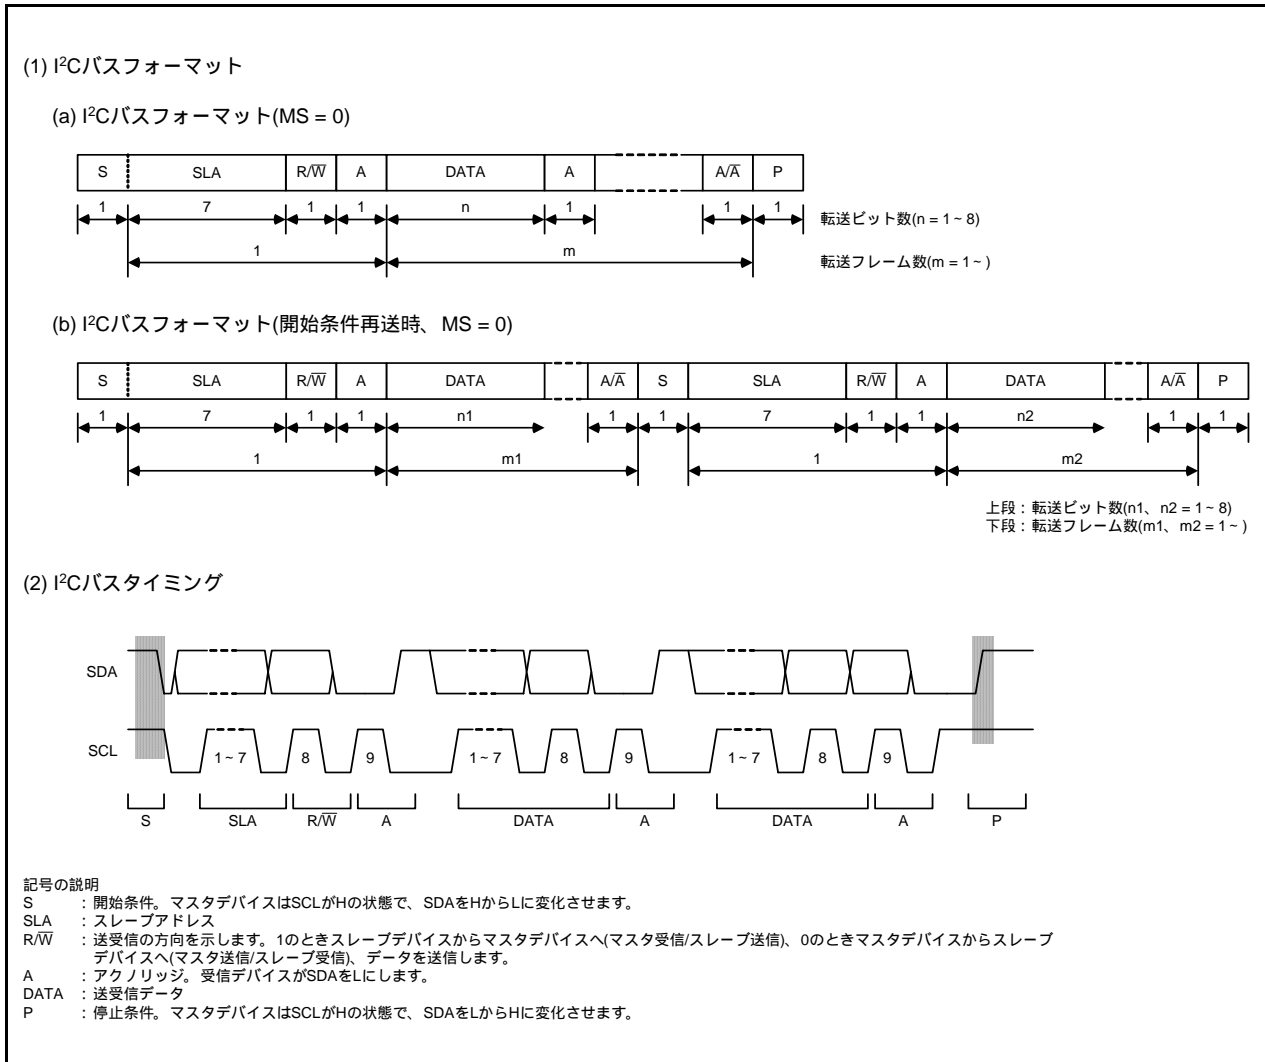 (1) I²Cバスフォーマット
(a) I²Cバスフォーマット(MS = 0)
S SLA R/W̅ A DATA A A/A̅ P
1 7 1 1 n 1 1 1 転送ビット数(n = 1~8)
1 m 転送フレーム数(m = 1~ )
(b) I²Cバスフォーマット(開始条件再送時、MS = 0)
S SLA R/W̅ A DATA A/A̅ S SLA R/W̅ A DATA A/A̅ P
1 7 1 1 n1 1 1 7 1 1 n2 1 1
1 m1 1 m2
上段:転送ビット数(n1、n2 = 1~8)
下段:転送フレーム数(m1、m2 = 1~ )
(2) I²Cバスタイミング
SDA
SCL 1~7 8 9 1~7 8 9 1~7 8 9
S SLA R/W̅ A DATA A DATA A P
記号の説明
S :開始条件。マスタデバイスはSCLがHの状態で、SDAをHからLに変化させます。
SLA :スレーブアドレス
R/W̅ :送受信の方向を示します。1のときスレーブデバイスからマスタデバイスへ(マスタ受信/スレーブ送信)、0のときマスタデバイスからスレーブ
デバイスへ(マスタ送信/スレーブ受信)、データを送信します。
A :アクノリッジ。受信デバイスがSDAをLにします。
DATA :送受信データ
P :停止条件。マスタデバイスはSCLがHの状態で、SDAをLからHに変化させます。